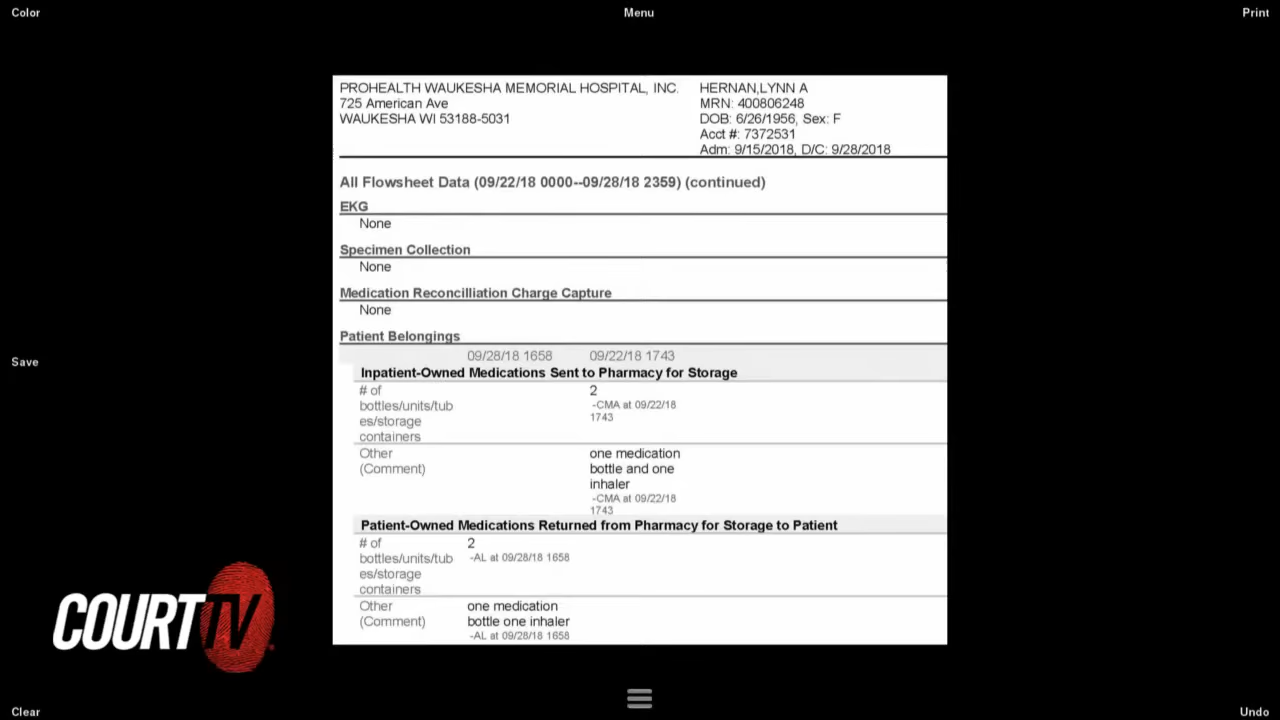 Color
Menu
Print
PROHEALTH WAUKESHA MEMORIAL HOSPITAL, INC.
725 American Ave
WAUKESHA WI 53188-5031
HERNAN,LYNN A
MRN: 400806248
DOB: 6/26/1956, Sex: F
Acct #: 7372531
Adm: 9/15/2018, D/C: 9/28/2018
All Flowsheet Data (09/22/18 0000--09/28/18 2359) (continued)
EKG
None
Specimen Collection
None
Medication Reconcilliation Charge Capture
None
Patient Belongings
09/28/18 1658 09/22/18 1743
Inpatient-Owned Medications Sent to Pharmacy for Storage
# of
bottles/units/tub
es/storage
containers
2
-CMA at 09/22/18
1743
Other
(Comment)
one medication
bottle and one
inhaler
-CMA at 09/22/18
1743
Patient-Owned Medications Returned from Pharmacy for Storage to Patient
# of
bottles/units/tub
es/storage
containers
2
-AL at 09/28/18 1658
Other
(Comment)
one medication
bottle one inhaler
-AL at 09/28/18 1658
Save
COURT TV
Clear
Undo